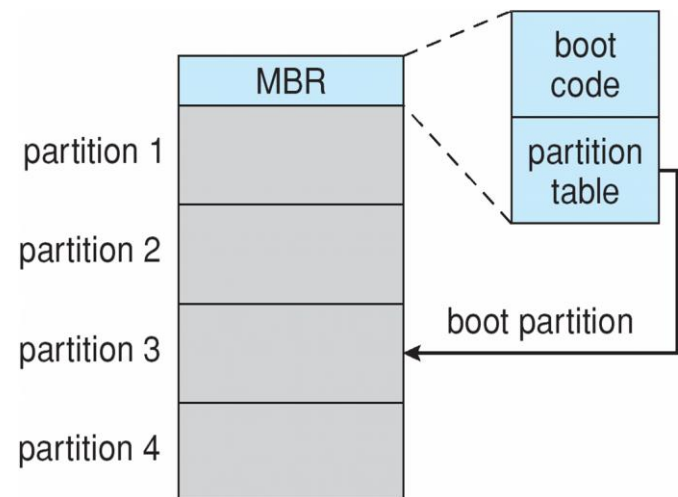 boot
code
MBR
partition 1
partition
table
partition 2
boot partition
partition 3
partition 4